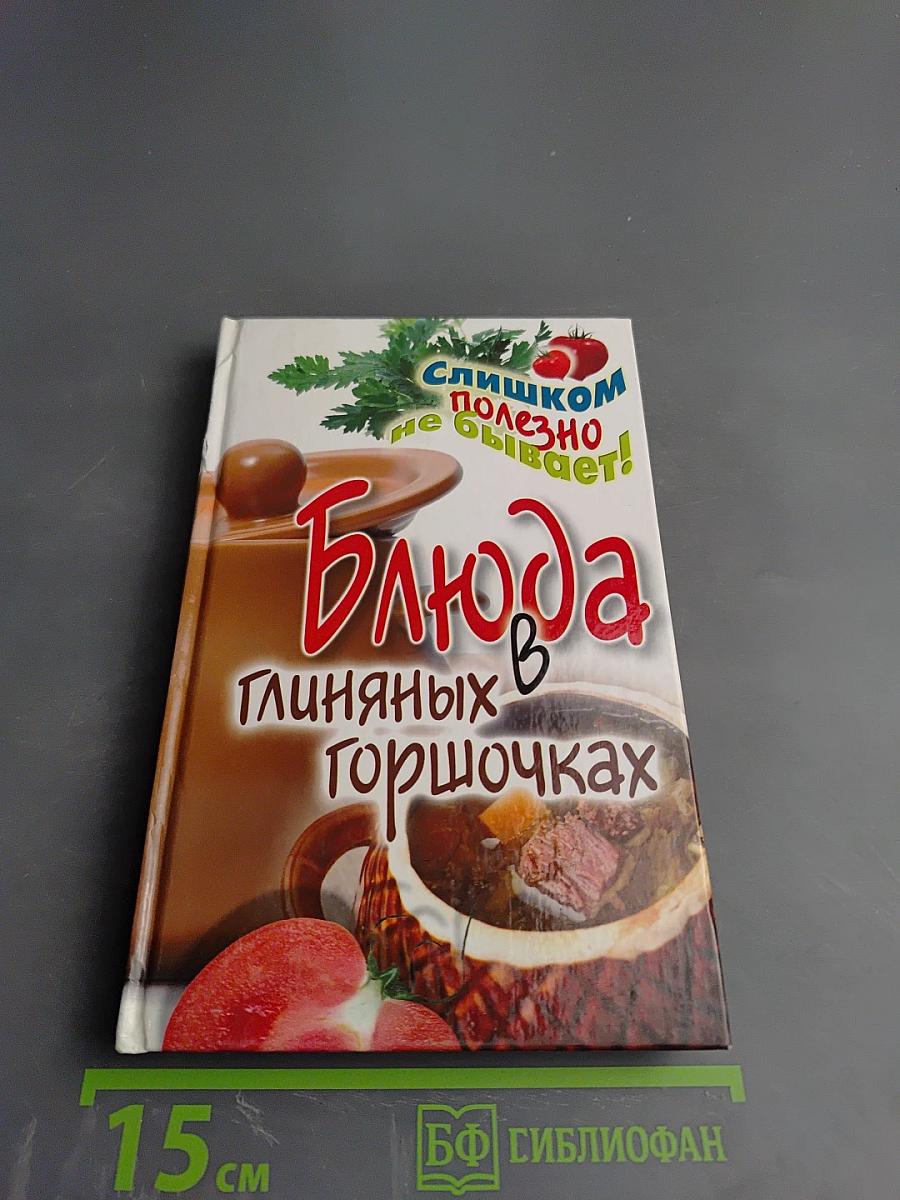 слишком
полезно
не бывает!
Блюда
в
глиняных
горшочках
15 см
БФ БИБЛИОФАН